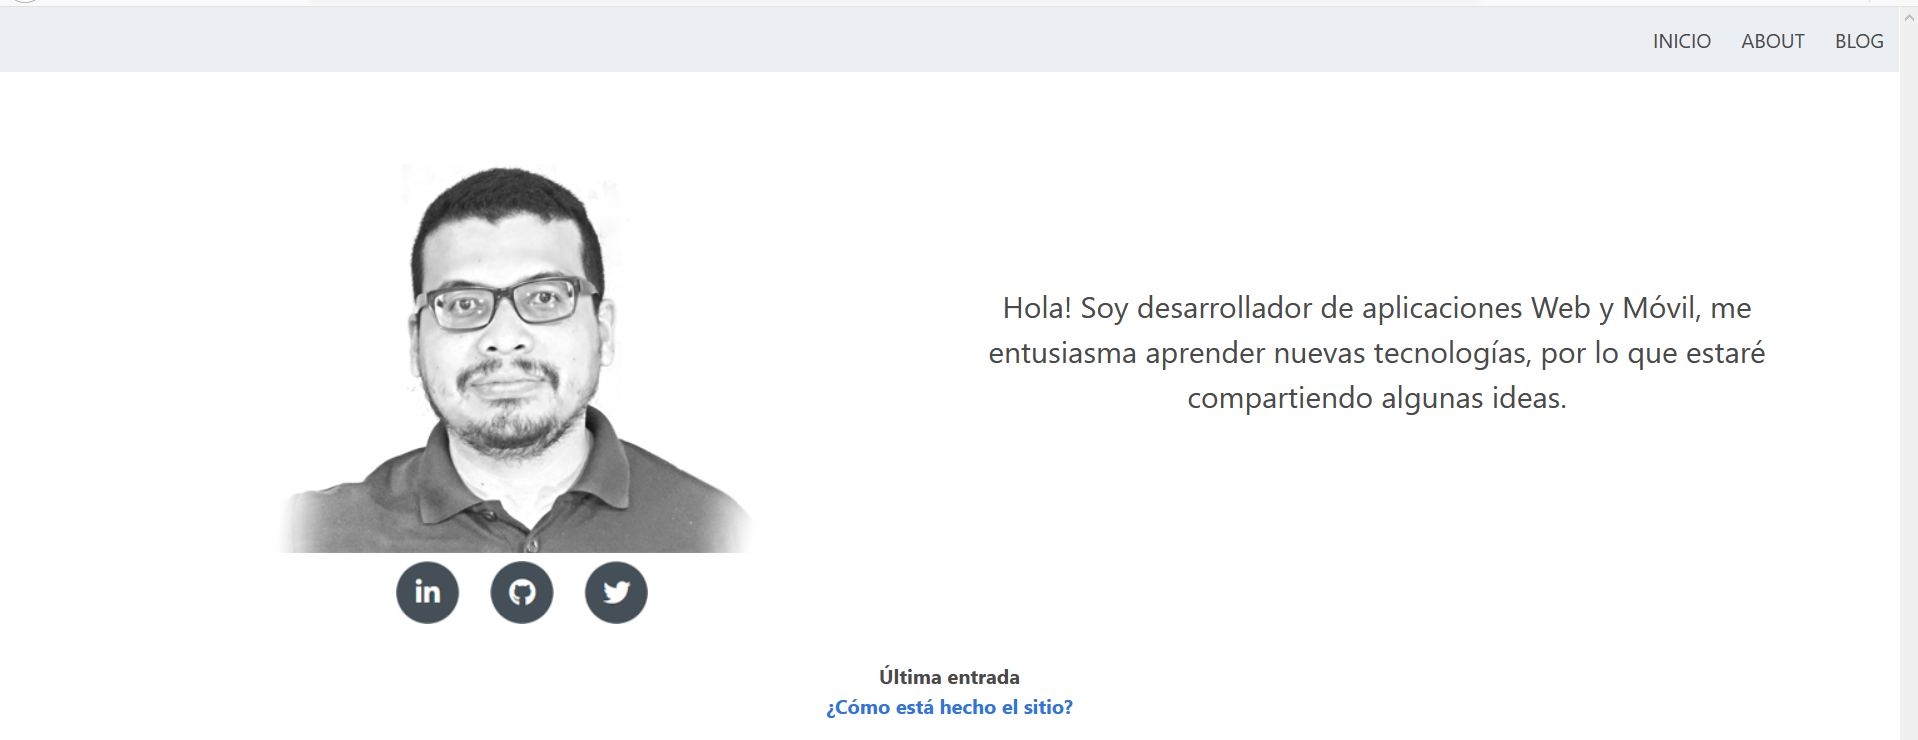 INICIO ABOUT BLOG
Hola! Soy desarrollador de aplicaciones Web y Móvil, me
entusiasma aprender nuevas tecnologías, por lo que estaré
compartiendo algunas ideas.
in
Última entrada
¿Cómo está hecho el sitio?